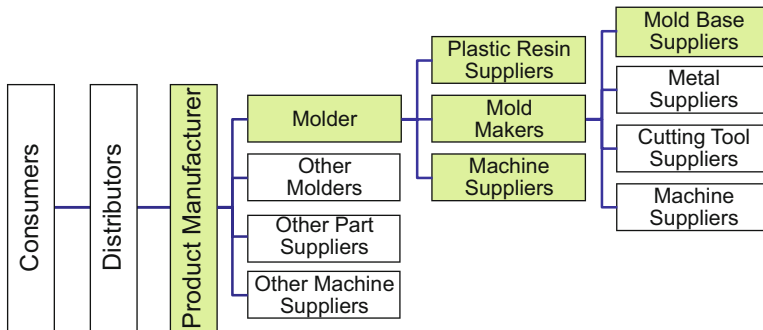 Consumers
Distributors
Product Manufacturer
Molder
Other
Molders
Other Part
Suppliers
Other Machine
Suppliers
Plastic Resin
Suppliers
Mold
Makers
Machine
Suppliers
Mold Base
Suppliers
Metal
Suppliers
Cutting Tool
Suppliers
Machine
Suppliers